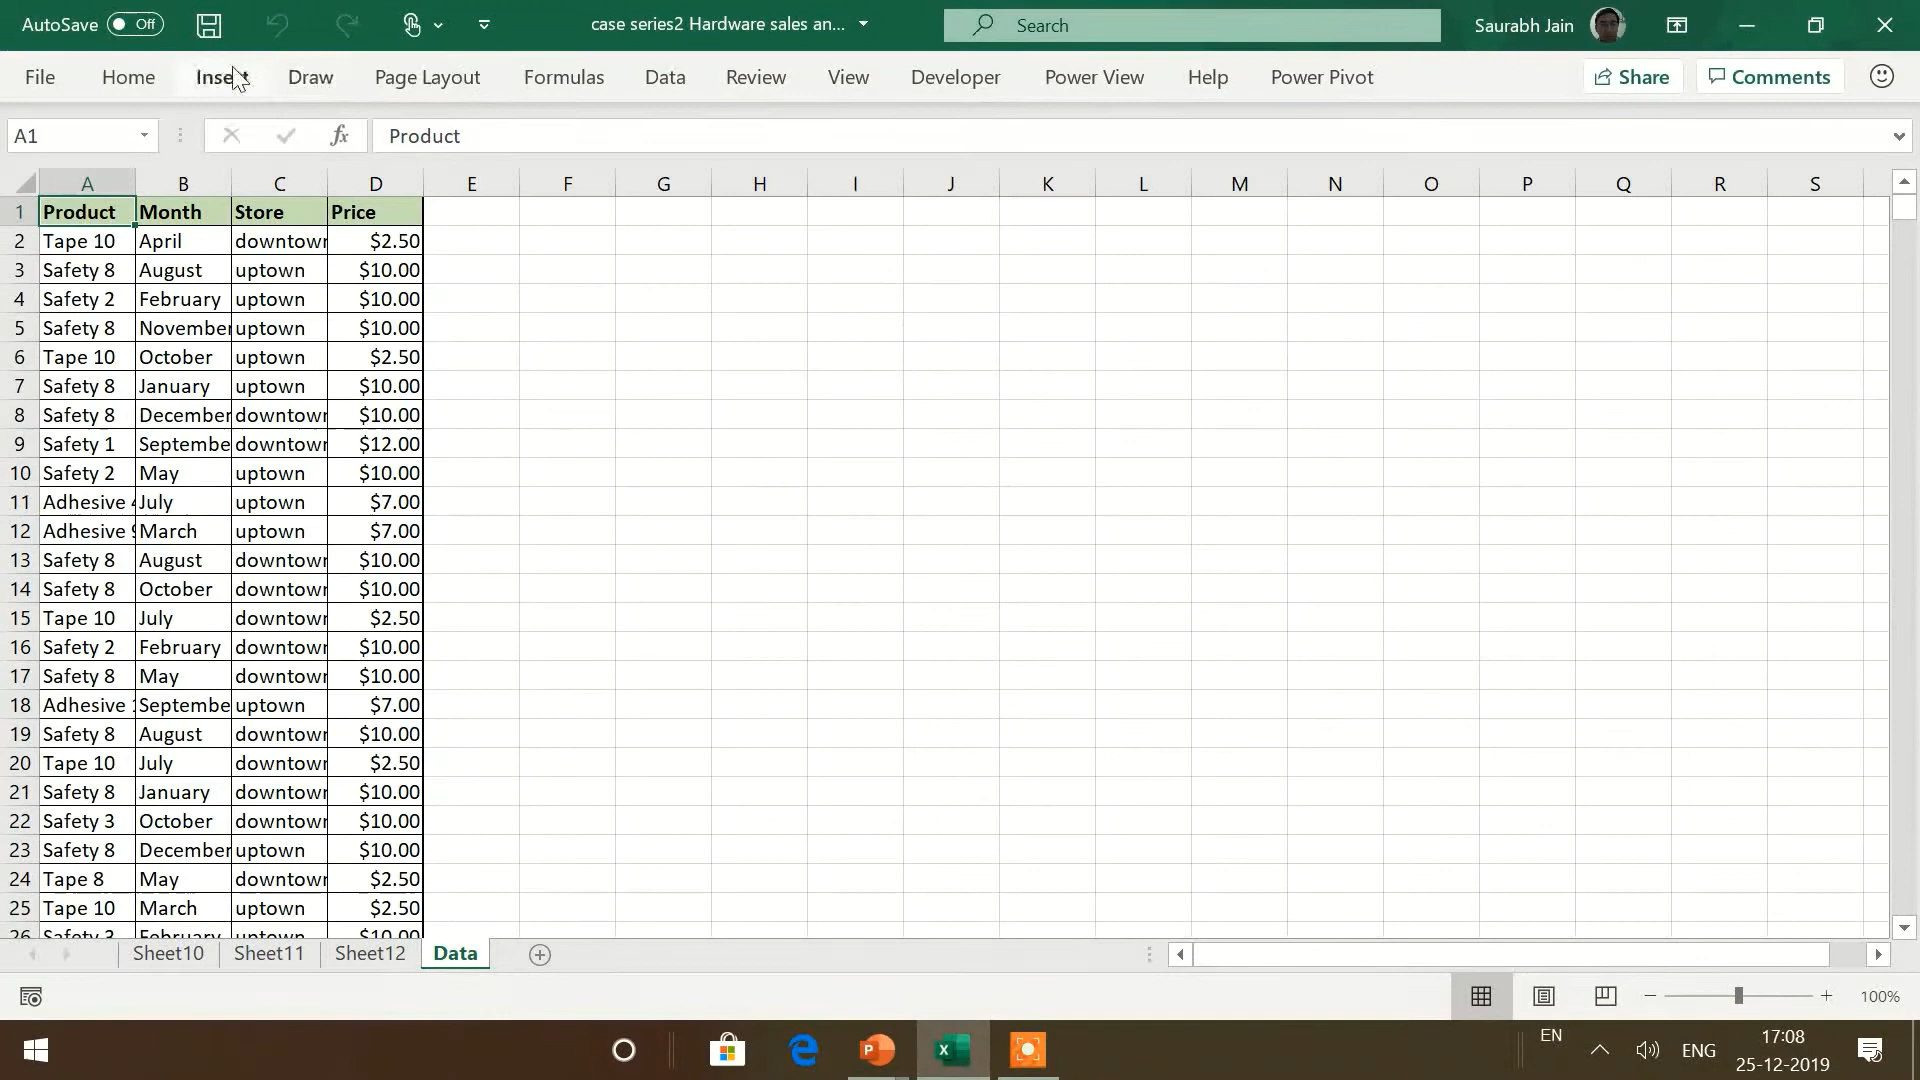 AutoSave Off case series2 Hardware sales an... Search Saurabh Jain
File Home Insert Draw Page Layout Formulas Data Review View Developer Power View Help Power Pivot Share Comments
A1 fx Product
A B C D E F G H I J K L M N O P Q R S
1 Product Month Store Price
2 Tape 10 April downtown $2.50
3 Safety 8 August uptown $10.00
4 Safety 2 February uptown $10.00
5 Safety 8 November uptown $10.00
6 Tape 10 October uptown $2.50
7 Safety 8 January uptown $10.00
8 Safety 8 December downtown $10.00
9 Safety 1 Septembe downtown $12.00
10 Safety 2 May uptown $10.00
11 Adhesive 4 July uptown $7.00
12 Adhesive 9 March uptown $7.00
13 Safety 8 August downtown $10.00
14 Safety 8 October downtown $10.00
15 Tape 10 July downtown $2.50
16 Safety 2 February downtown $10.00
17 Safety 8 May downtown $10.00
18 Adhesive Septembe uptown $7.00
19 Safety 8 August downtown $10.00
20 Tape 10 July downtown $2.50
21 Safety 8 January downtown $10.00
22 Safety 3 October downtown $10.00
23 Safety 8 December uptown $10.00
24 Tape 8 May downtown $2.50
25 Tape 10 March uptown $2.50
26 Safety 3 February uptown $10.00
Sheet10 Sheet11 Sheet12 Data
100%
EN ENG 17:08
25-12-2019